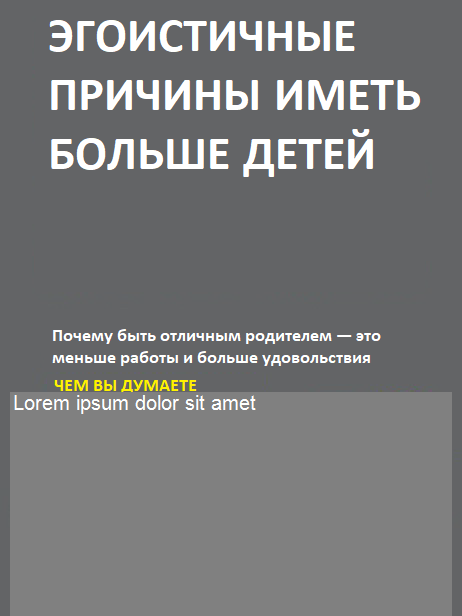 ЭГОИСТИЧНЫЕ
ПРИЧИНЫ ИМЕТЬ
БОЛЬШЕ ДЕТЕЙ
Почему быть отличным родителем — это
меньше работы и больше удовольствия
ЧЕМ ВЫ ДУМАЕТЕ
Lorem ipsum dolor sit amet